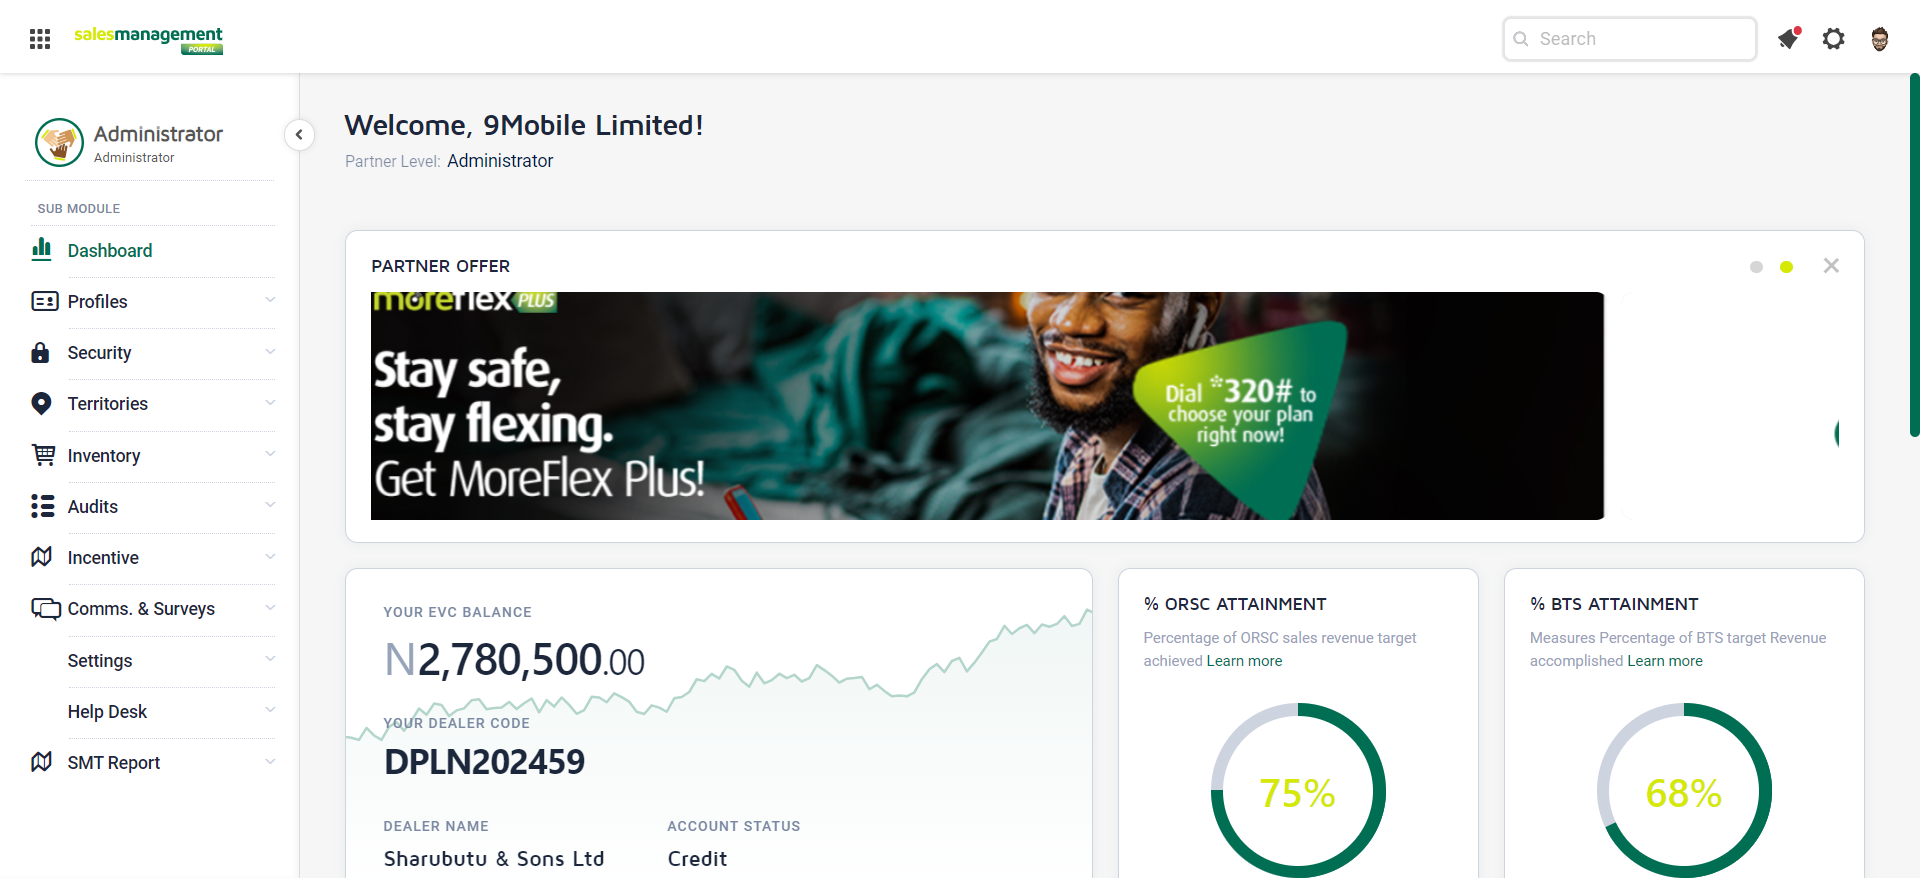 salesmanagement
PORTAL
Search
Administrator
Administrator
SUB MODULE
Dashboard
Profiles
Security
Territories
Inventory
Audits
Incentive
Comms. & Surveys
Settings
Help Desk
SMT Report
Welcome, 9Mobile Limited!
Partner Level: Administrator
PARTNER OFFER
moreflex PLUS
Stay safe,
stay flexing.
Get MoreFlex Plus!
Dial *320# to
choose your plan
right now!
YOUR EVC BALANCE
N2,780,500.00
YOUR DEALER CODE
DPLN202459
DEALER NAME
Sharubutu & Sons Ltd
ACCOUNT STATUS
Credit
% ORSC ATTAINMENT
Percentage of ORSC sales revenue target
achieved Learn more
75%
% BTS ATTAINMENT
Measures Percentage of BTS target Revenue
accomplished Learn more
68%